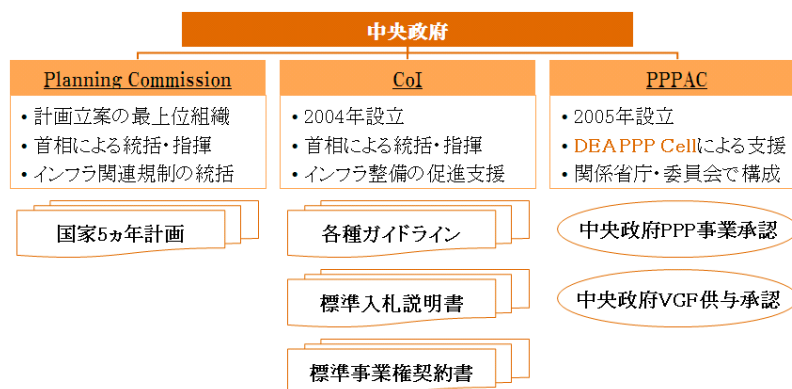 中央政府
Planning Commission
• 計画立案の最上位組織
• 首相による統括・指揮
• インフラ関連規制の統括
国家5ヵ年計画
CoI
• 2004年設立
• 首相による統括・指揮
• インフラ整備の促進支援
各種ガイドライン
標準入札説明書
標準事業権契約書
PPPAC
• 2005年設立
• DEA PPP Cellによる支援
• 関係省庁・委員会で構成
中央政府PPP事業承認
中央政府VGF供与承認